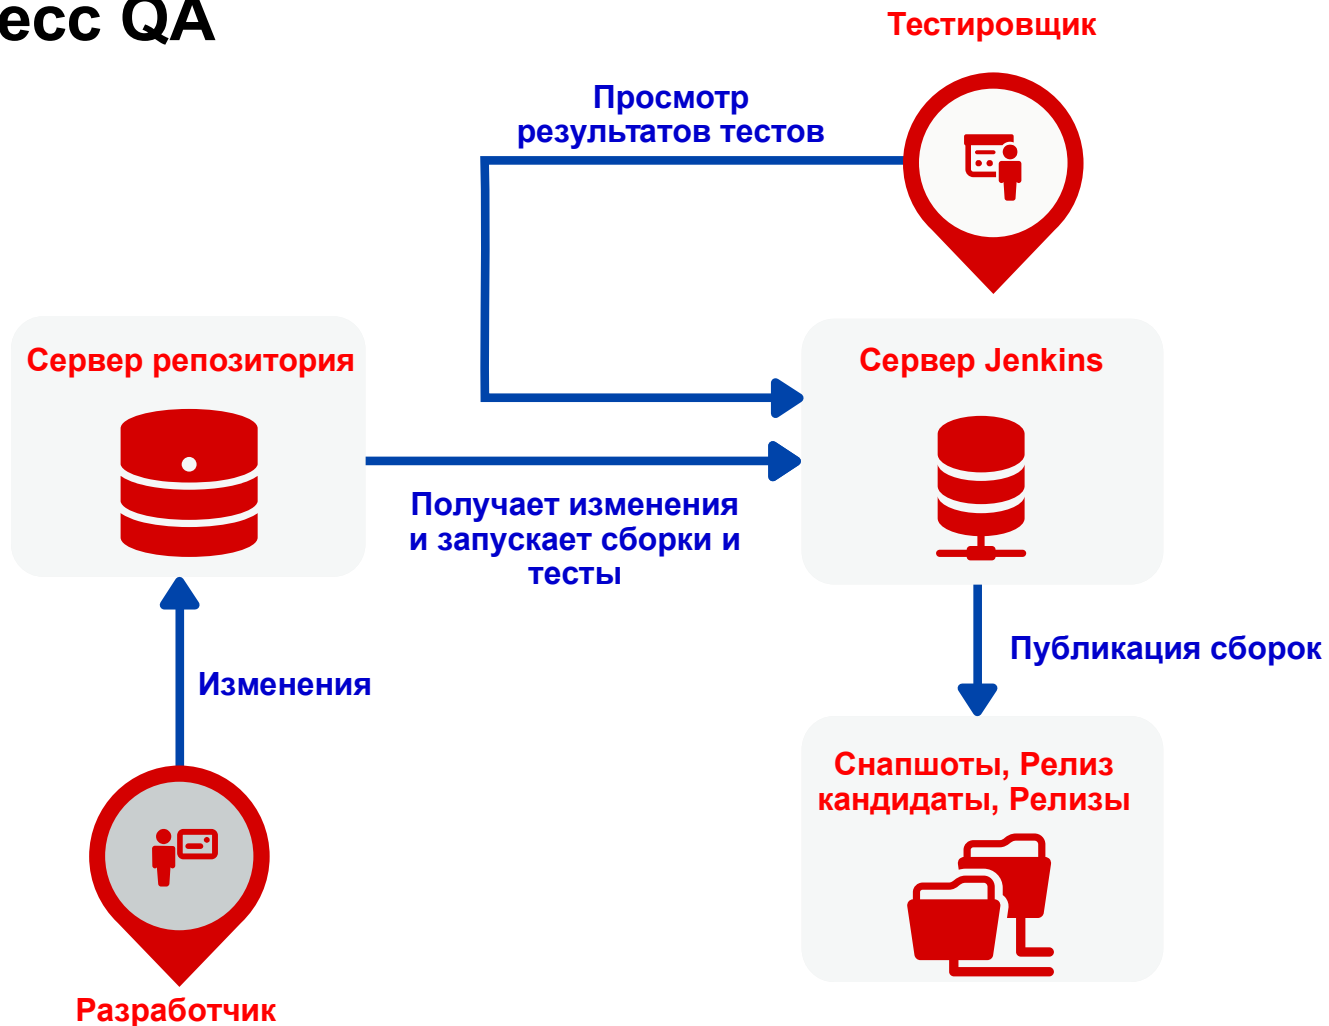 есс QA
Тестировщик
Просмотр
результатов тестов
Сервер репозитория
Сервер Jenkins
Получает изменения
и запускает сборки и
тесты
Публикация сборок
Изменения
Снапшоты, Релиз
кандидаты, Релизы
Разработчик